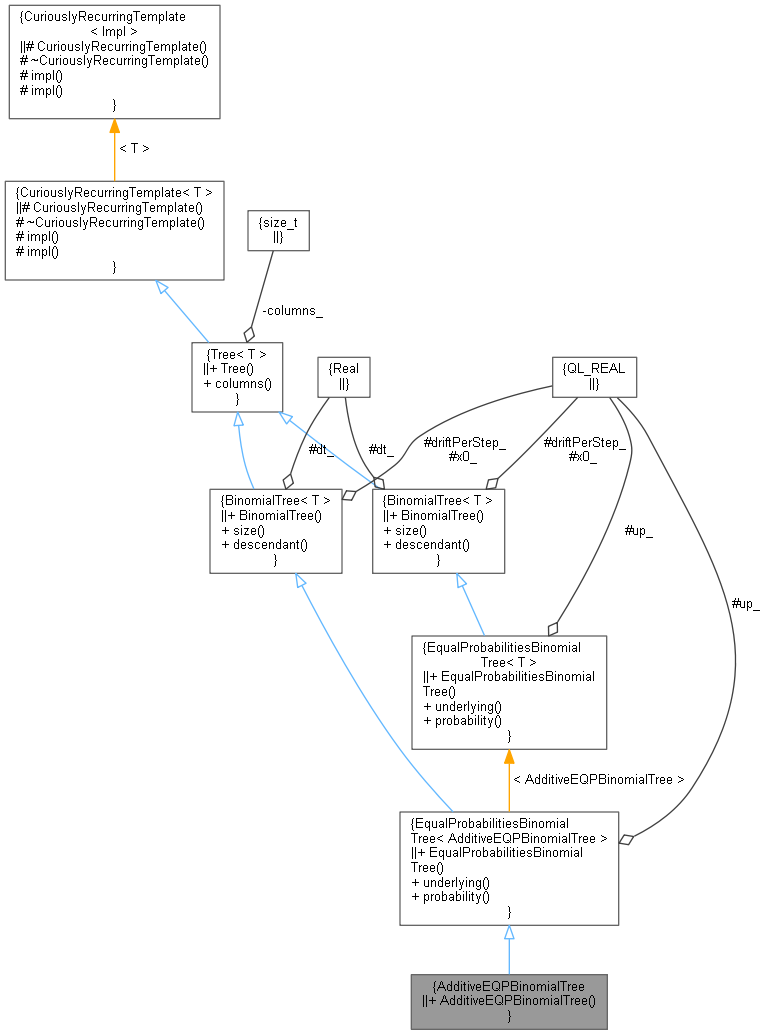 {CuriouslyRecurringTemplate
< Impl >
||# CuriouslyRecurringTemplate()
# ~CuriouslyRecurringTemplate()
# impl()
# impl()
}
< T >
{CuriouslyRecurringTemplate< T >
||# CuriouslyRecurringTemplate()
# ~CuriouslyRecurringTemplate()
# impl()
# impl()
}
{size_t
||}
-columns_
{Tree< T >
||+ Tree()
+ columns()
}
{Real
||}
{QL_REAL
||}
#dt_
#dt_
#driftPerStep_
#x0_
#driftPerStep_
#x0_
{BinomialTree< T >
||+ BinomialTree()
+ size()
+ descendant()
}
{BinomialTree< T >
||+ BinomialTree()
+ size()
+ descendant()
}
#up_
#up_
{EqualProbabilitiesBinomial
Tree< T >
||+ EqualProbabilitiesBinomial
Tree()
+ underlying()
+ probability()
}
< AdditiveEQPBinomialTree >
{EqualProbabilitiesBinomial
Tree< AdditiveEQPBinomialTree >
||+ EqualProbabilitiesBinomial
Tree()
+ underlying()
+ probability()
}
{AdditiveEQPBinomialTree
||+ AdditiveEQPBinomialTree()
}